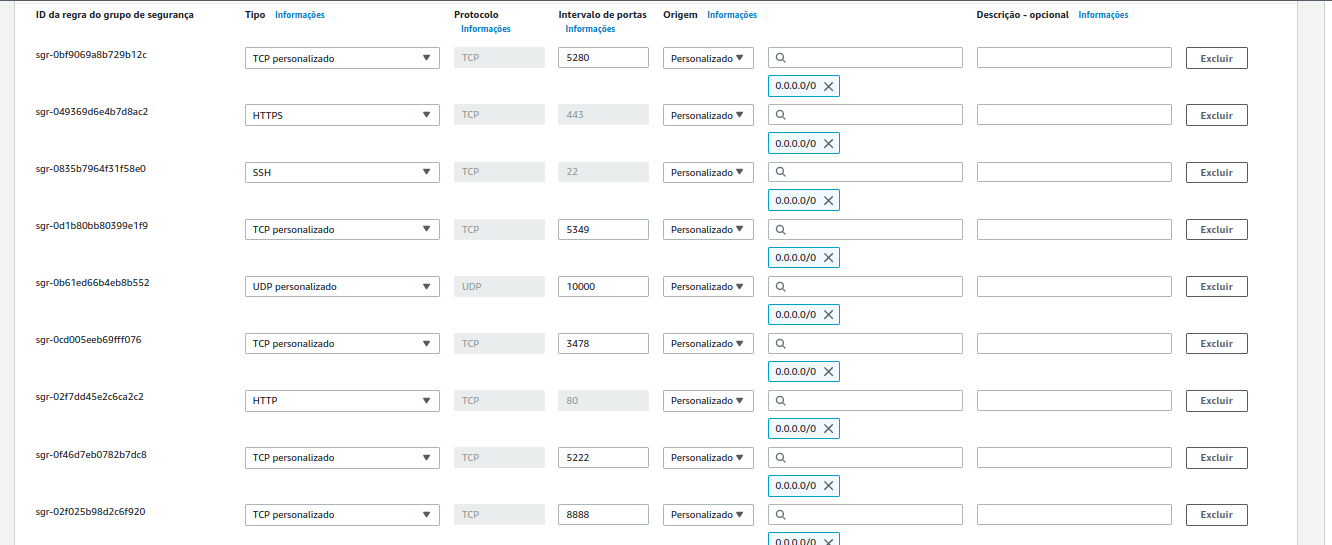 ID da regra do grupo de segurança Tipo Informações Protocolo Intervalo de portas Origem Informações Descrição - opcional Informações
Informações Informações
sgr-0bf9069a8b729b12c TCP personalizado TCP 5280 Personalizado Excluir
0.0.0.0/0
sgr-049369d6e4b7d8ac2 HTTPS TCP 443 Personalizado Excluir
0.0.0.0/0
sgr-0835b7964f31f58e0 SSH TCP 22 Personalizado Excluir
0.0.0.0/0
sgr-0d1b80bb80399e1f9 TCP personalizado TCP 5349 Personalizado Excluir
0.0.0.0/0
sgr-0b61ed66b4eb8b552 UDP personalizado UDP 10000 Personalizado Excluir
0.0.0.0/0
sgr-0cd005eeb69fff076 TCP personalizado TCP 3478 Personalizado Excluir
0.0.0.0/0
sgr-02f7dd45e2c6ca2c2 HTTP TCP 80 Personalizado Excluir
0.0.0.0/0
sgr-0f46d7eb0782b7dc8 TCP personalizado TCP 5222 Personalizado Excluir
0.0.0.0/0
sgr-02f025b98d2c6f920 TCP personalizado TCP 8888 Personalizado Excluir
0.0.0.0/0